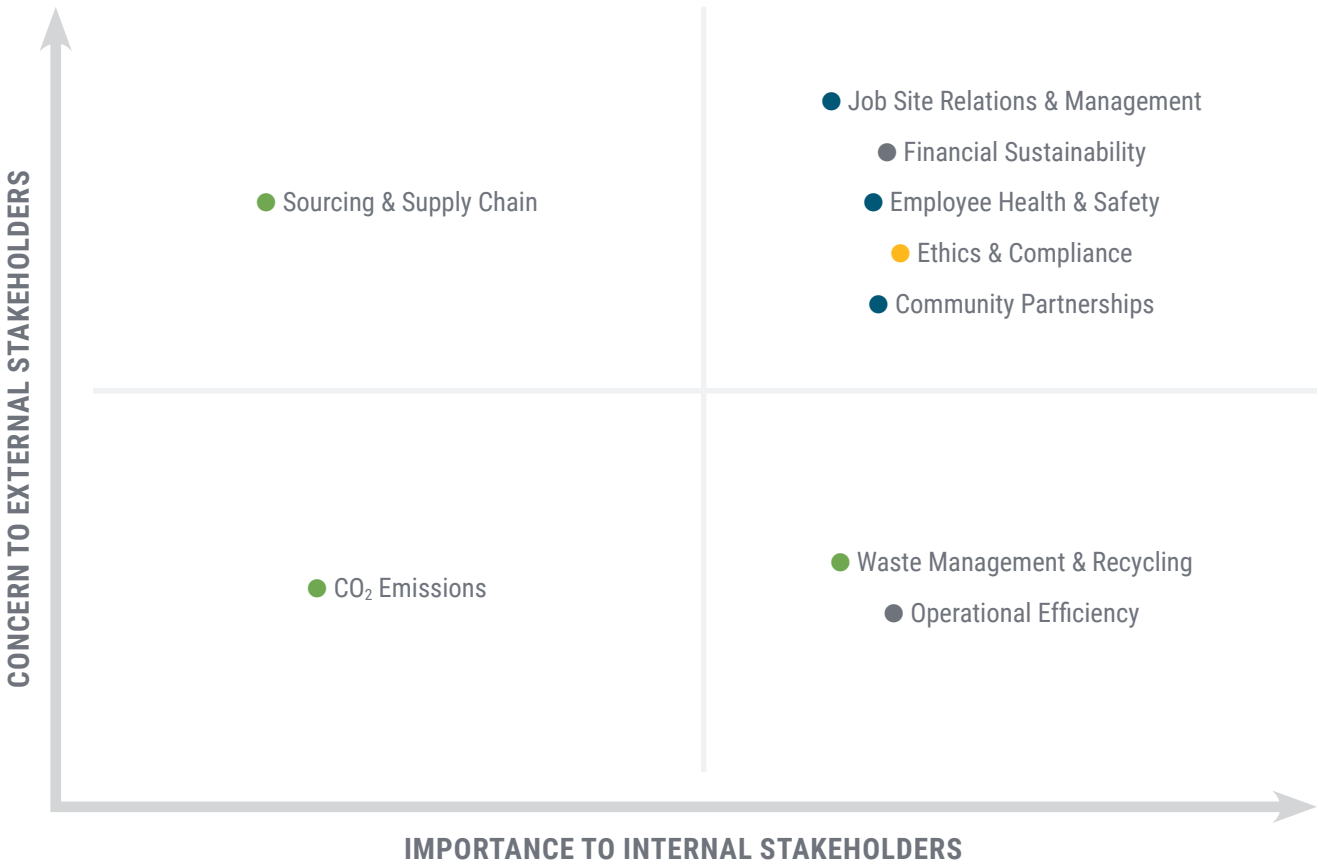 CONCERN TO EXTERNAL STAKEHOLDERS
Sourcing & Supply Chain
Job Site Relations & Management
Financial Sustainability
Employee Health & Safety
Ethics & Compliance
Community Partnerships
CO₂ Emissions
Waste Management & Recycling
Operational Efficiency
IMPORTANCE TO INTERNAL STAKEHOLDERS